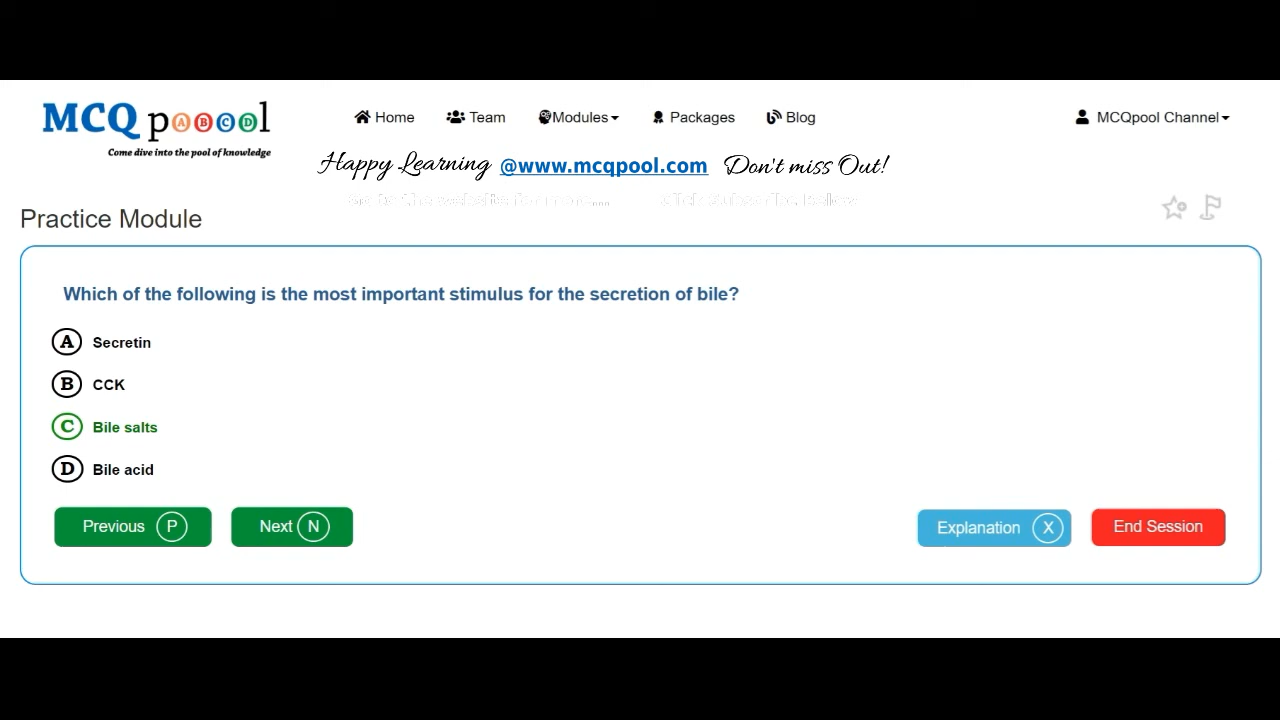 MCQ pABCDl
Come dive into the pool of knowledge
Home Team Modules Packages Blog MCQpool Channel
Happy Learning @www.mcqpool.com Don't miss Out!
Practice Module
Which of the following is the most important stimulus for the secretion of bile?
A Secretin
B CCK
C Bile salts
D Bile acid
Previous P Next N Explanation X End Session